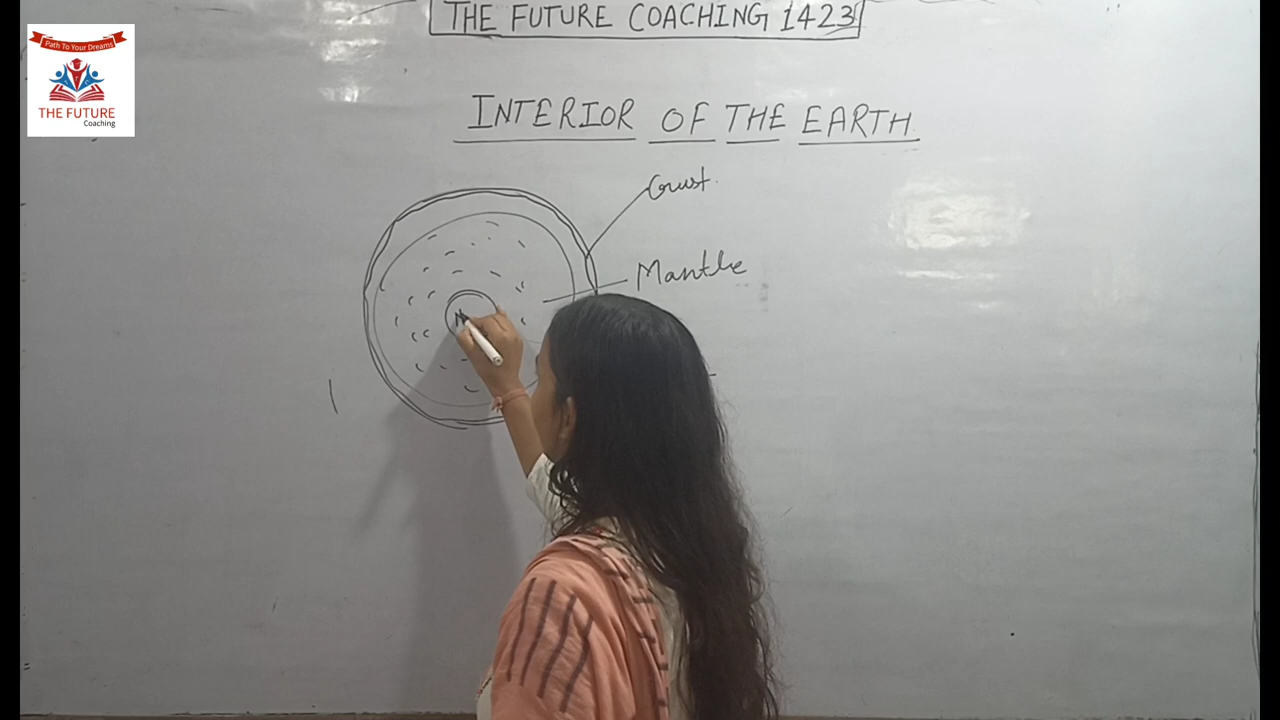 THE FUTURE COACHING 1423
Path To Your Dreams
THE FUTURE
Coaching
INTERIOR OF THE EARTH
Crust.
Mantle